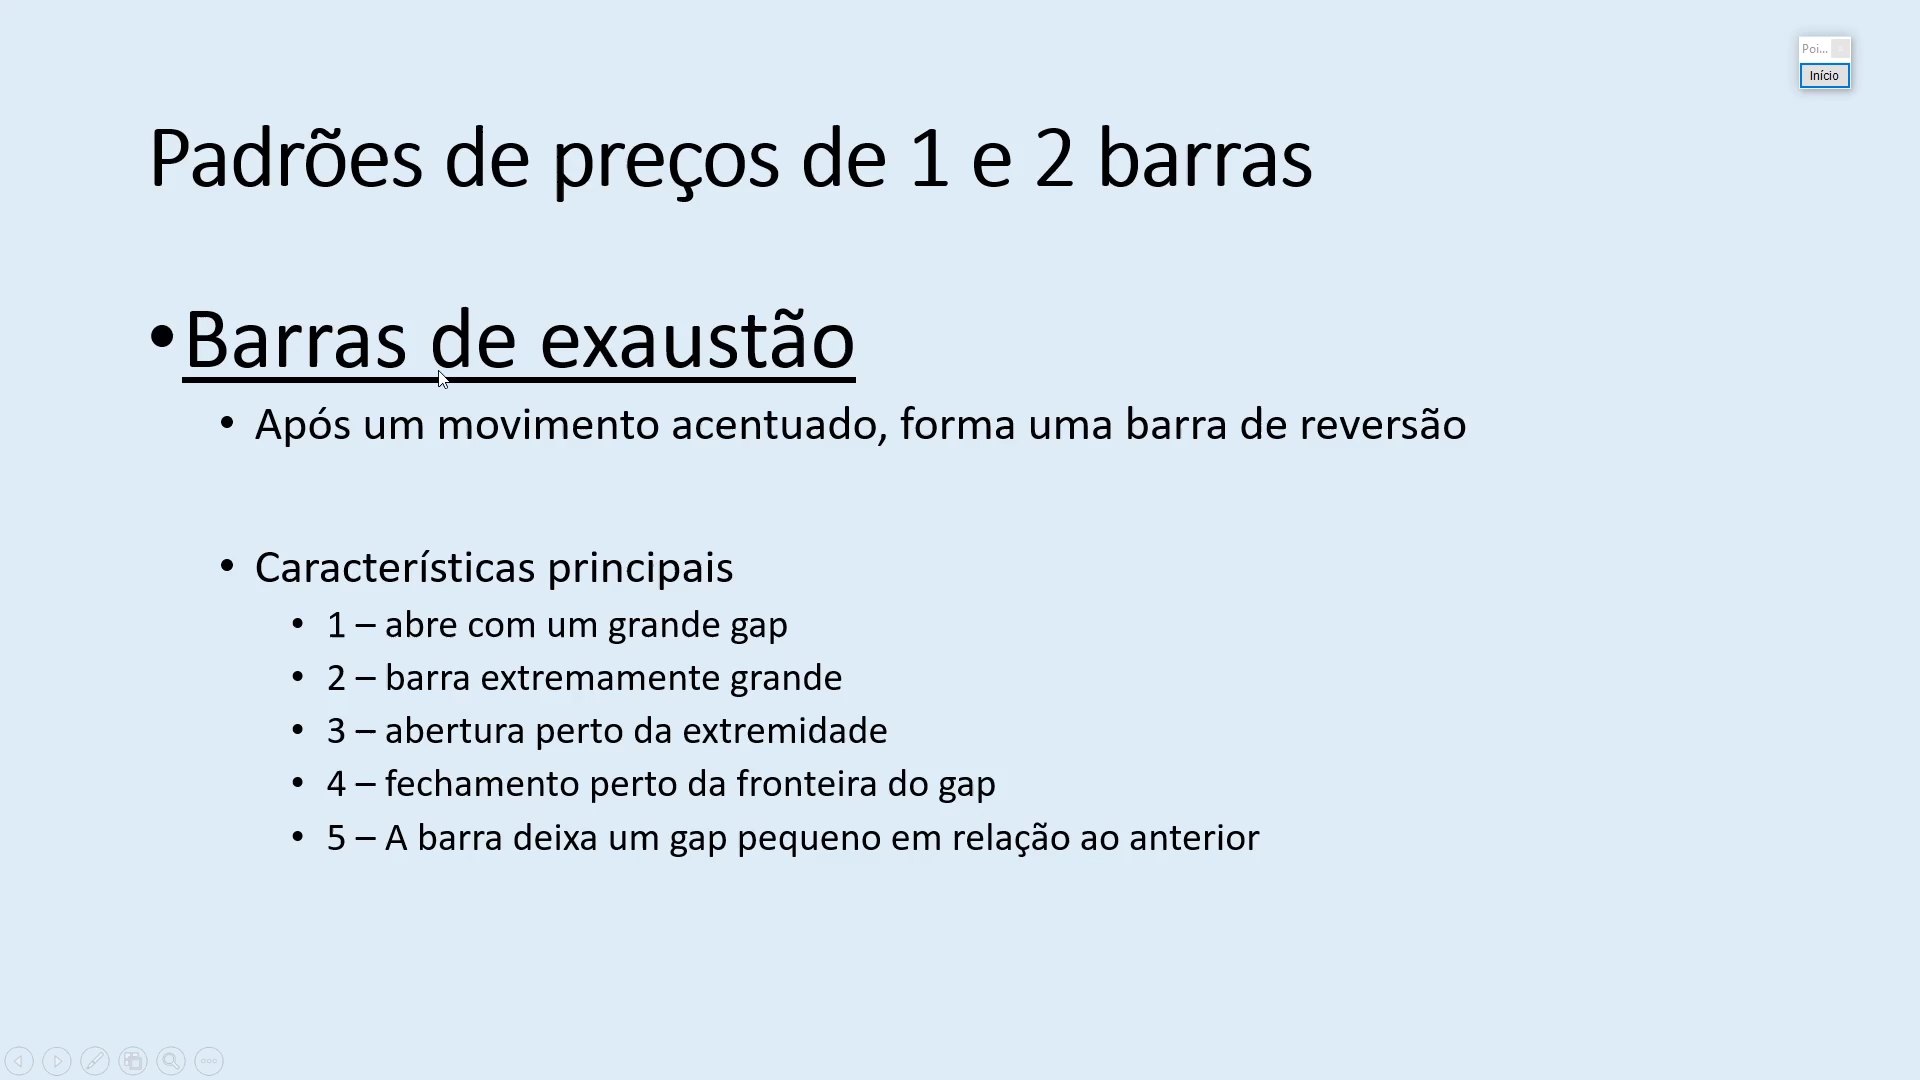 Poi...
Início
Padrões de preços de 1 e 2 barras
•Barras de exaustão
• Após um movimento acentuado, forma uma barra de reversão
• Características principais
• 1 – abre com um grande gap
• 2 – barra extremamente grande
• 3 – abertura perto da extremidade
• 4 – fechamento perto da fronteira do gap
• 5 – A barra deixa um gap pequeno em relação ao anterior